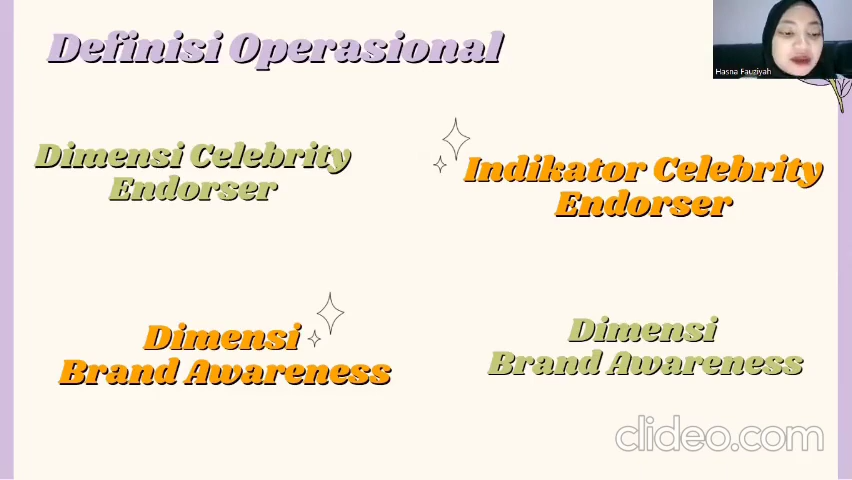 Definisi Operasional
Hasna Fauziyah
Dimensi Celebrity
Endorser
Indikator Celebrity
Endorser
Dimensi
Brand Awareness
Dimensi
Brand Awareness
clideo.com